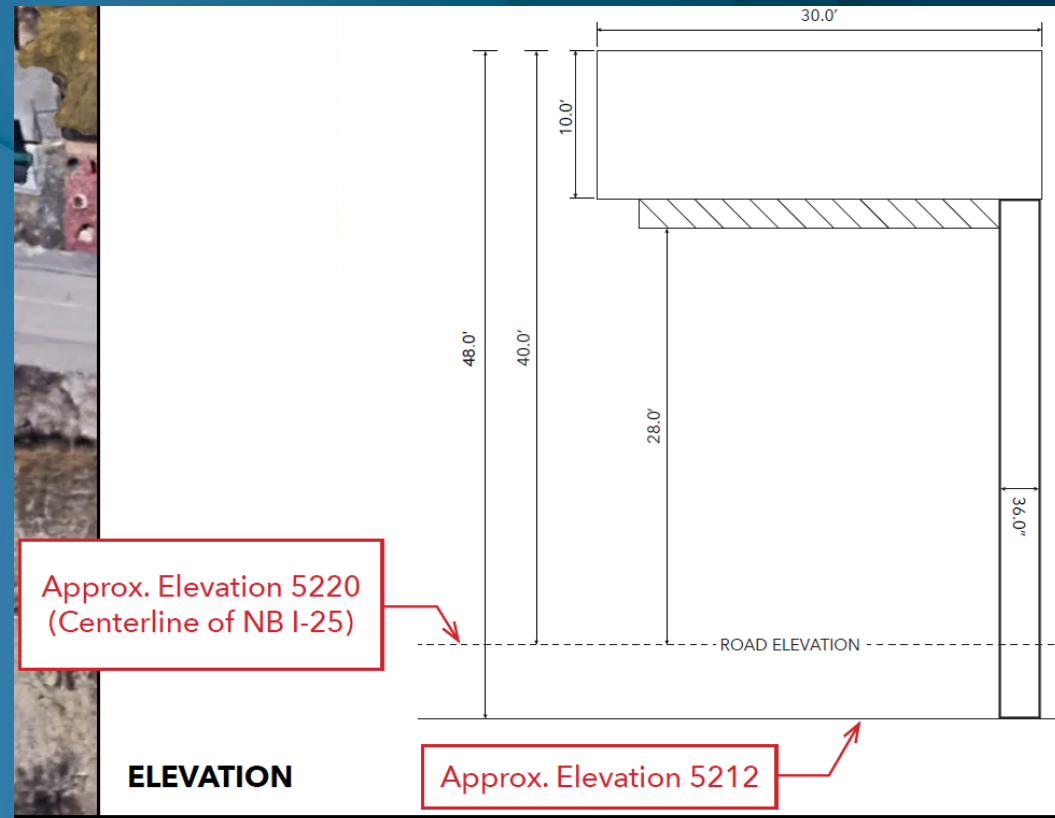 30.0'
10.0'
48.0'
40.0'
28.0'
36.0"
Approx. Elevation 5220
(Centerline of NB I-25)
ROAD ELEVATION
ELEVATION
Approx. Elevation 5212